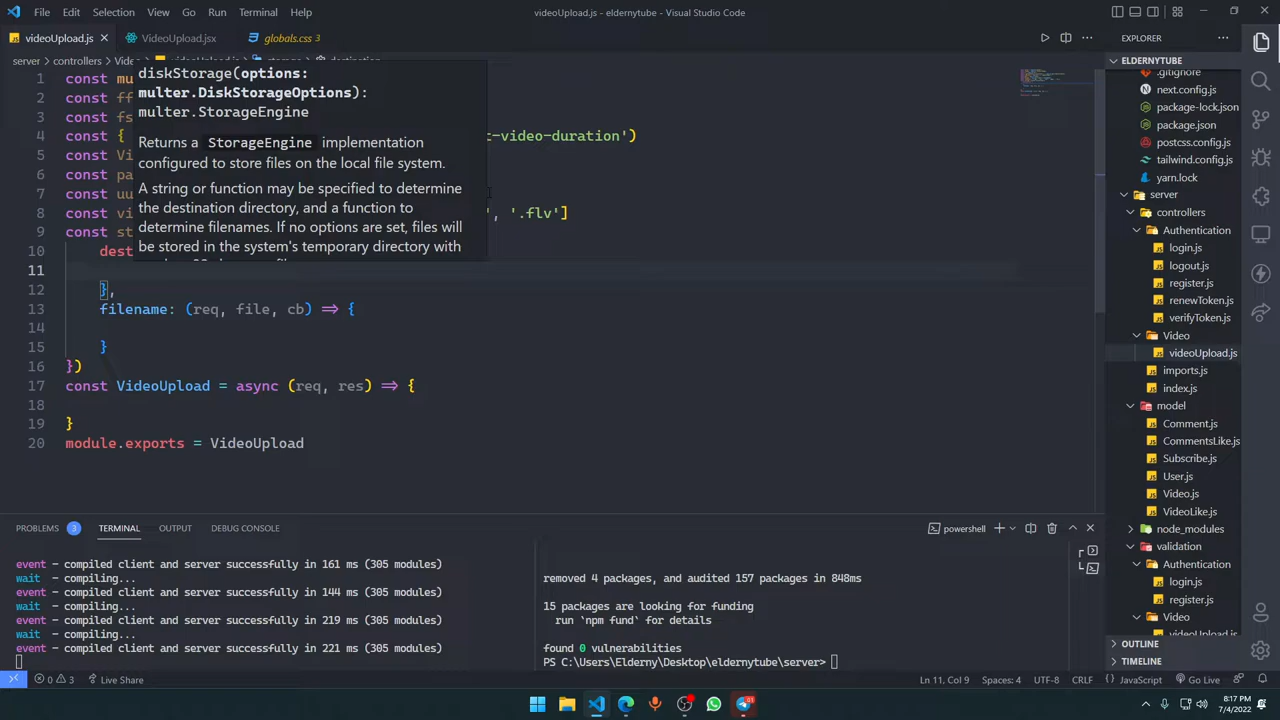 File Edit Selection View Go Run Terminal Help
videoUpload.js - eldernytube - Visual Studio Code
videoUpload.js
VideoUpload.jsx
globals.css 3
EXPLORER
server > controllers >
destination
ELDERNYTUBE
1 const mu
2 const ff
3 const fs
4 const { t-video-duration')
5 const Vi
6 const pa
7 const uu
8 const vi ', '.flv']
9 const st
10 dest
11
12 },
13 filename: (req, file, cb) => {
14
15 }
16 })
17 const VideoUpload = async (req, res) => {
18
19 }
20 module.exports = VideoUpload
diskStorage(options:
multer.DiskStorageOptions):
multer.StorageEngine
Returns a StorageEngine implementation
configured to store files on the local file system.
A string or function may be specified to determine
the destination directory, and a function to
determine filenames. If no options are set, files will
be stored in the system's temporary directory with
.gitignore
next.config.js
package-lock.json
package.json
postcss.config.js
tailwind.config.js
yarn.lock
server
controllers
Authentication
login.js
logout.js
register.js
renewToken.js
verifyToken.js
Video
videoUpload.js
imports.js
index.js
model
Comment.js
CommentsLike.js
Subscribe.js
User.js
Video.js
VideoLike.js
node_modules
validation
Authentication
login.js
register.js
Video
videoUpload.js
OUTLINE
TIMELINE
PROBLEMS 3 TERMINAL OUTPUT DEBUG CONSOLE
powershell
event - compiled client and server successfully in 161 ms (305 modules)
wait - compiling...
event - compiled client and server successfully in 144 ms (305 modules)
wait - compiling...
event - compiled client and server successfully in 219 ms (305 modules)
wait - compiling...
event - compiled client and server successfully in 221 ms (305 modules)
removed 4 packages, and audited 157 packages in 848ms
15 packages are looking for funding
run `npm fund` for details
found 0 vulnerabilities
PS C:\Users\Elderny\Desktop\eldernytube\server>
0 3 Live Share
Ln 11, Col 9 Spaces: 4 UTF-8 CRLF JavaScript Go Live
8:17 PM
7/4/2022